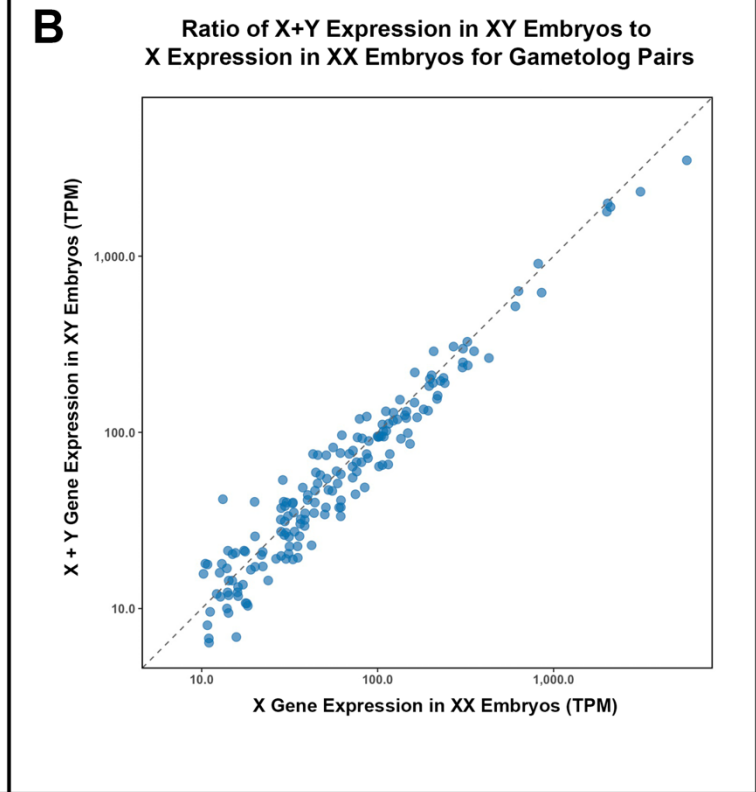 B
Ratio of X+Y Expression in XY Embryos to
X Expression in XX Embryos for Gametolog Pairs
X + Y Gene Expression in XY Embryos (TPM)
1,000.0
100.0
10.0
10.0 100.0 1,000.0
X Gene Expression in XX Embryos (TPM)